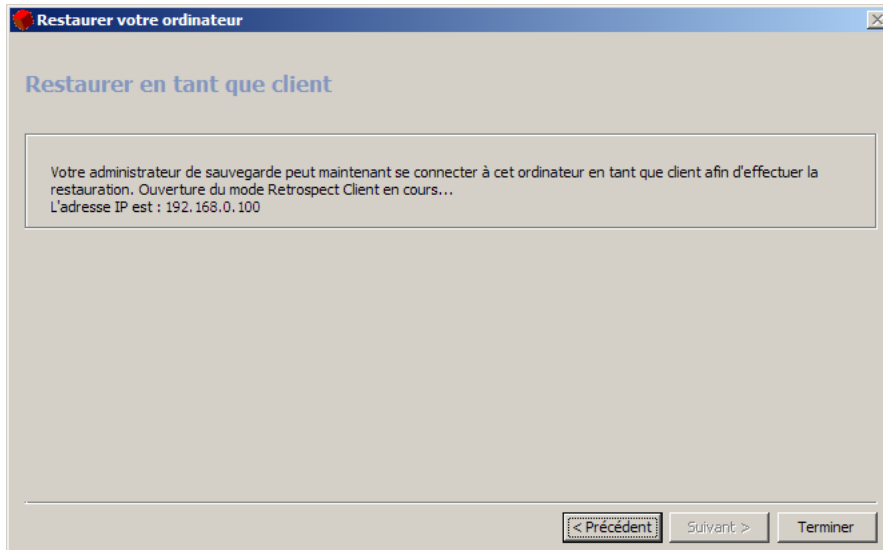 Restaurer votre ordinateur
Restaurer en tant que client
Votre administrateur de sauvegarde peut maintenant se connecter à cet ordinateur en tant que client afin d'effectuer la
restauration. Ouverture du mode Retrospect Client en cours...
L'adresse IP est : 192.168.0.100
< Précédent
Suivant >
Terminer